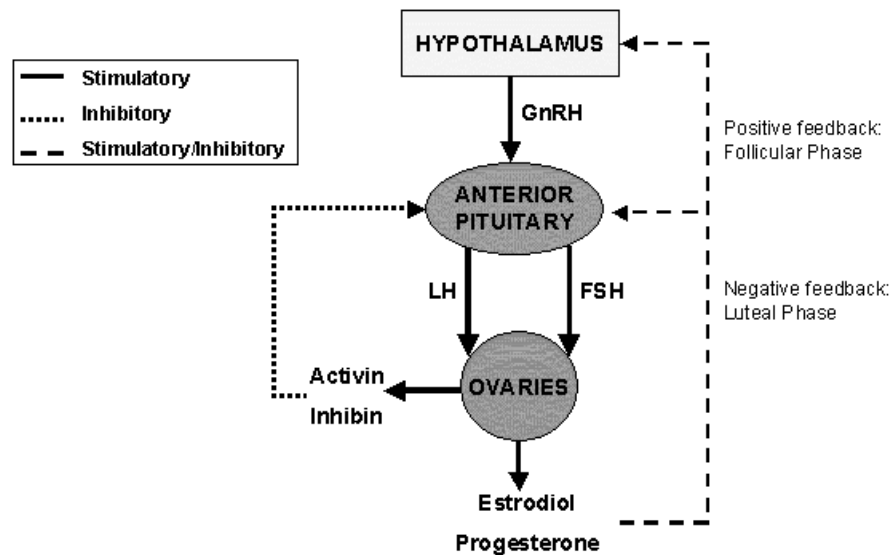 HYPOTHALAMUS
Stimulatory
Inhibitory
Stimulatory/Inhibitory
GnRH
Positive feedback:
Follicular Phase
ANTERIOR
PITUITARY
LH
FSH
Negative feedback:
Luteal Phase
Activin
Inhibin
OVARIES
Estrodiol
Progesterone